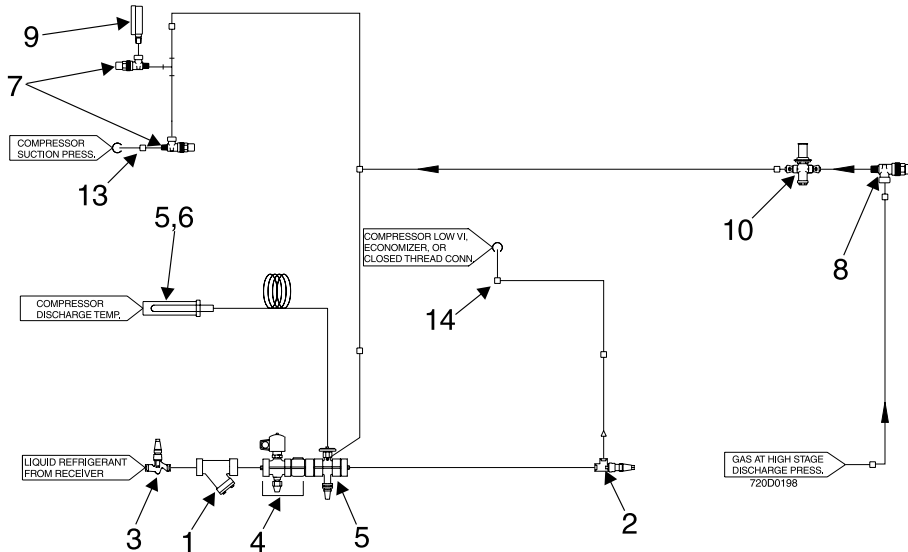 9
7
COMPRESSOR
SUCTION PRESS.
13
5,6
10
8
COMPRESSOR LOW VI,
ECONOMIZER, OR
CLOSED THREAD CONN.
COMPRESSOR
DISCHARGE TEMP.
14
LIQUID REFRIGERANT
FROM RECEIVER
GAS AT HIGH STAGE
DISCHARGE PRESS.
720D0198
3
1
4
5
2